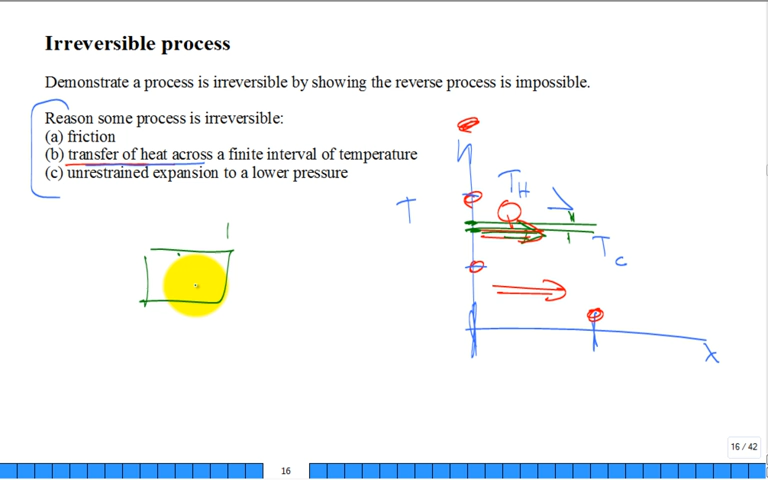 Irreversible process
Demonstrate a process is irreversible by showing the reverse process is impossible.
Reason some process is irreversible:
(a) friction
(b) transfer of heat across a finite interval of temperature
(c) unrestrained expansion to a lower pressure
T
T_H
Q
T_C
x
16 / 42
16